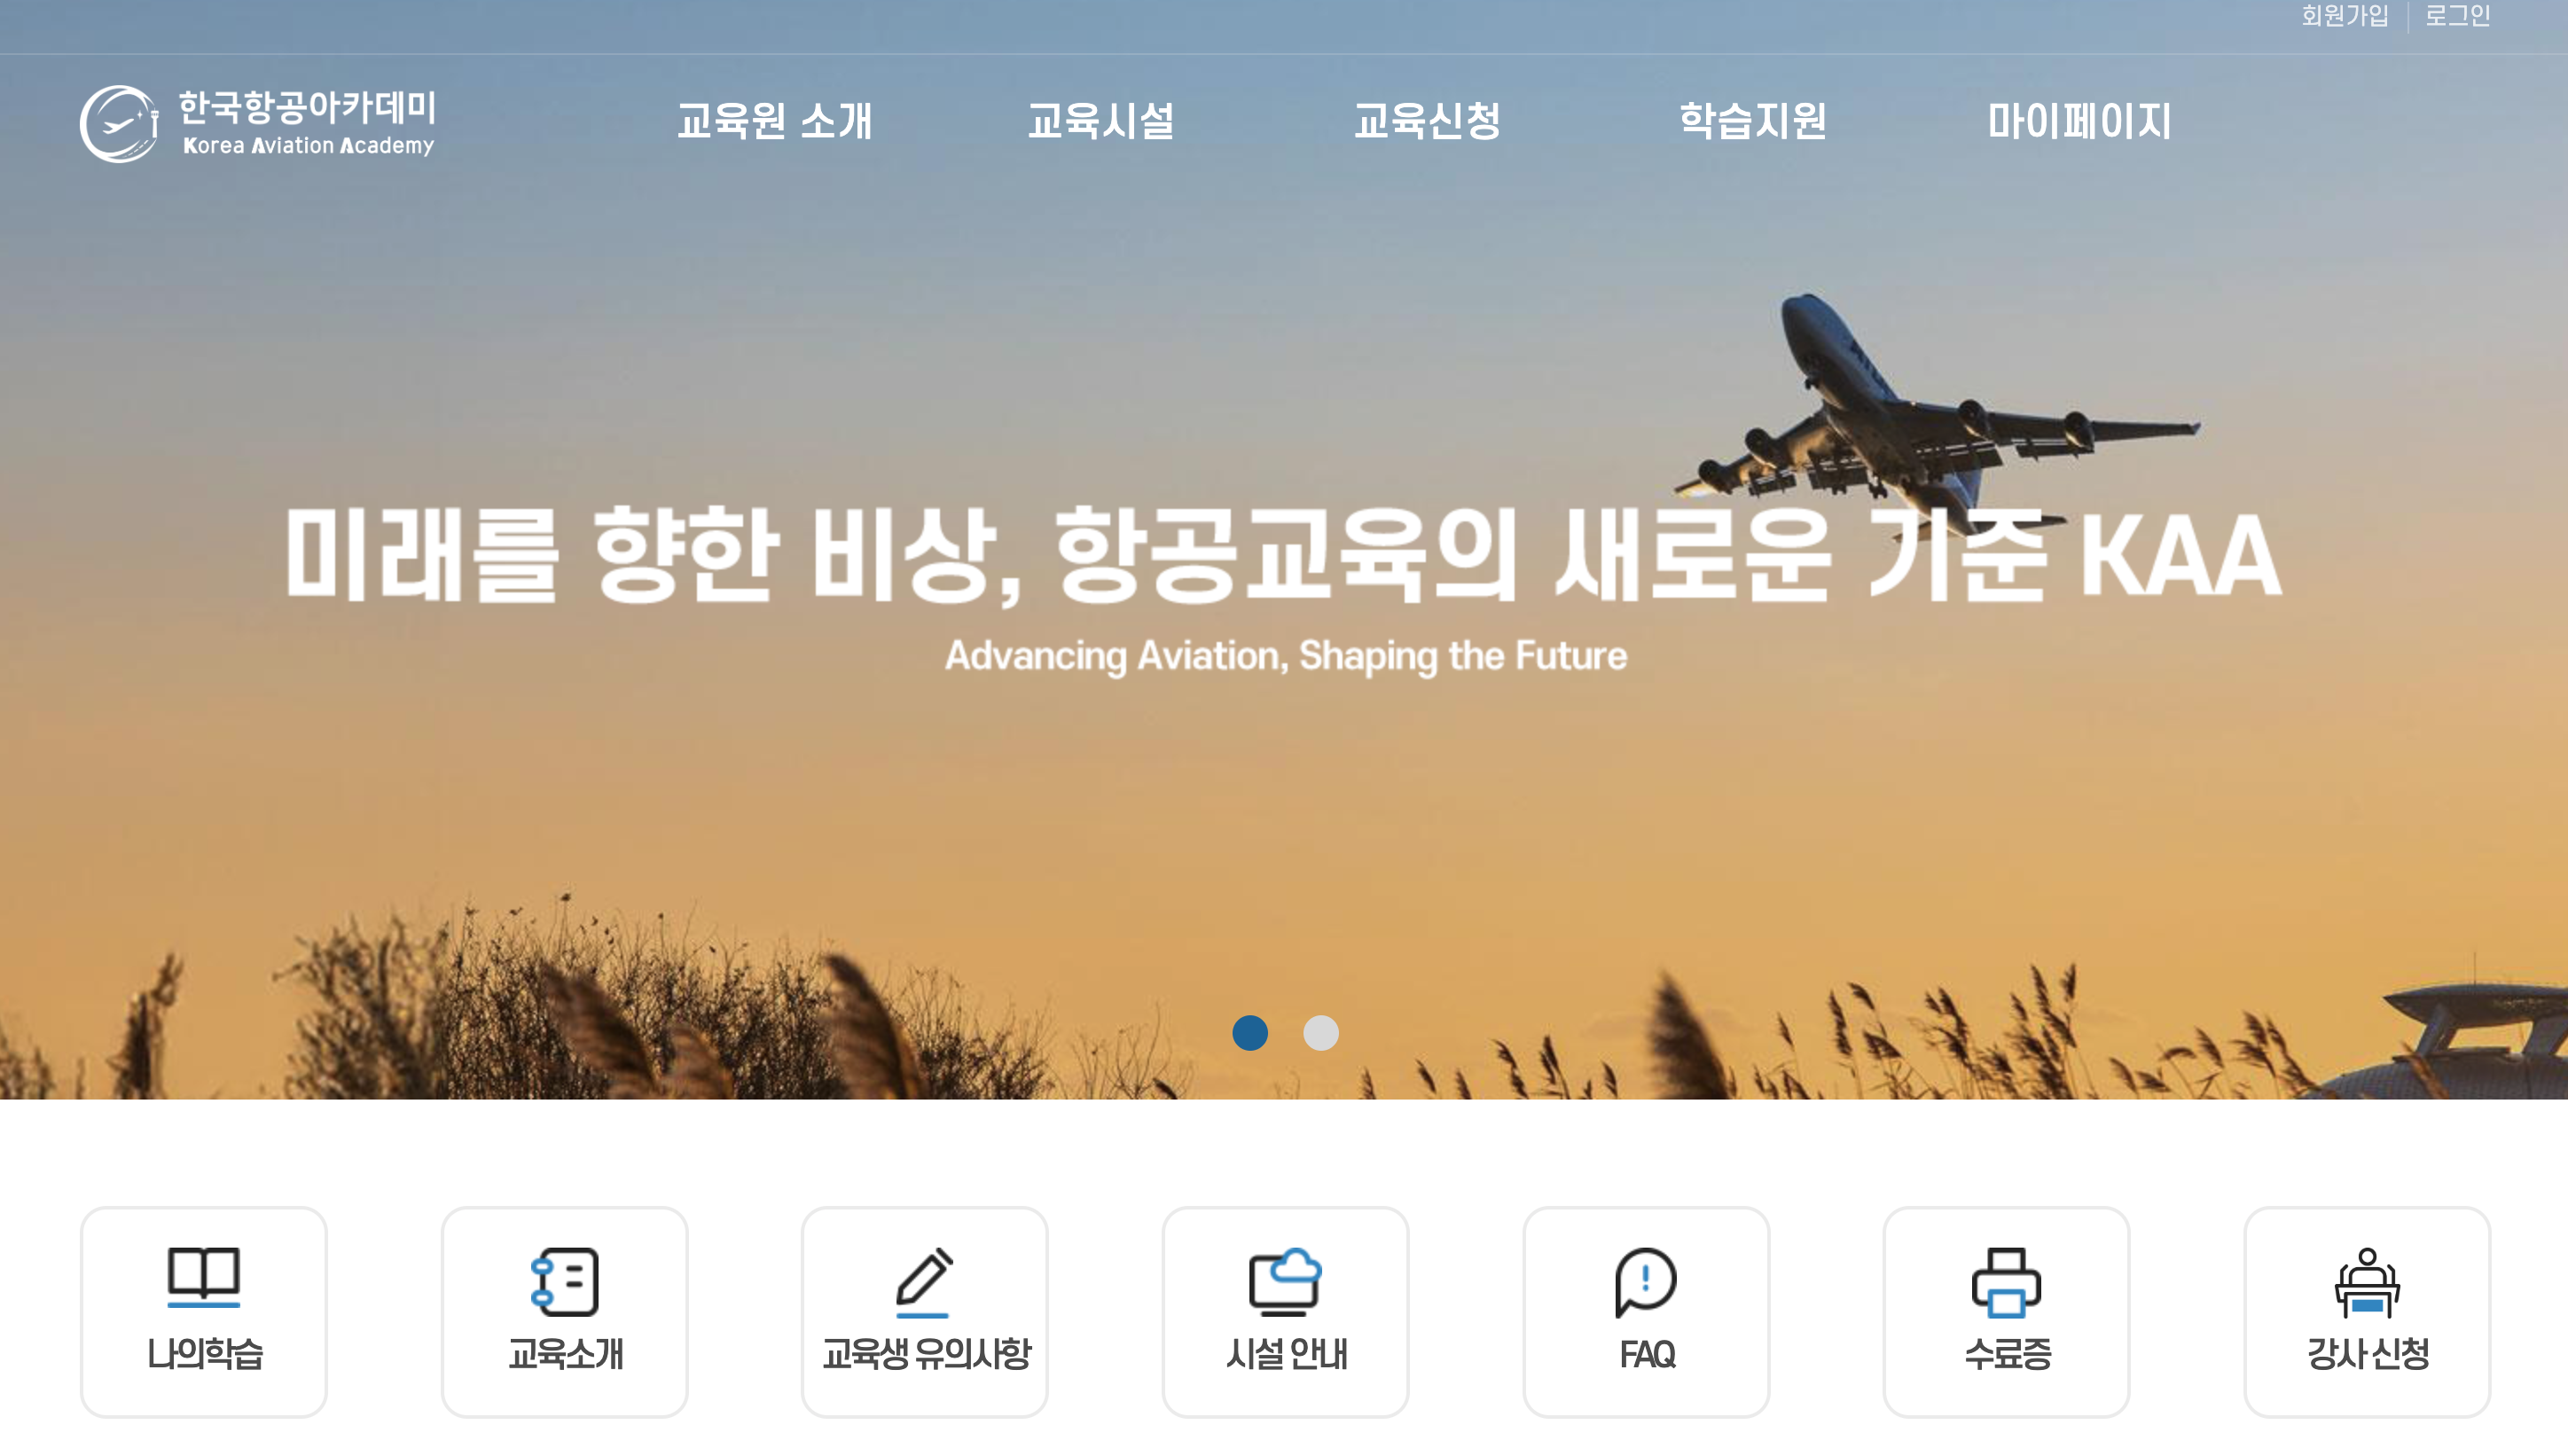 회원가입 로그인
한국항공아카데미
Korea Aviation Academy
교육원 소개 교육시설 교육신청 학습지원 마이페이지
미래를 향한 비상, 항공교육의 새로운 기준 KAA
Advancing Aviation, Shaping the Future
나의학습 교육소개 교육생 유의사항 시설 안내 FAQ 수료증 강사 신청